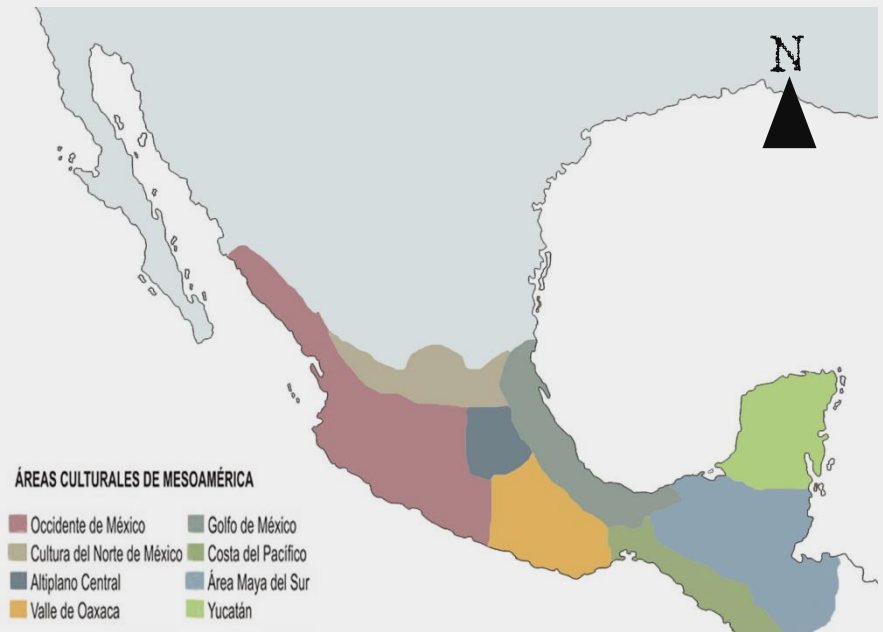 N
ÁREAS CULTURALES DE MESOAMÉRICA
Occidente de México
Cultura del Norte de México
Altiplano Central
Valle de Oaxaca
Golfo de México
Costa del Pacífico
Área Maya del Sur
Yucatán